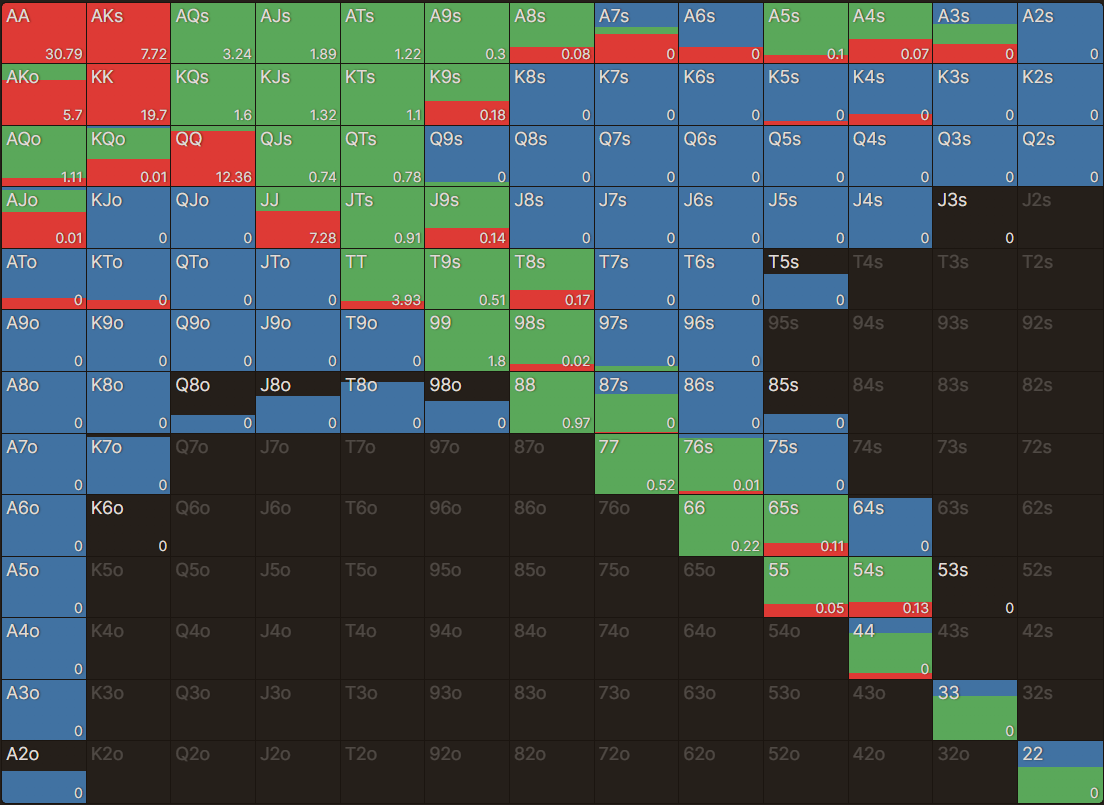 AA AKs AQs AJs ATs A9s A8s A7s A6s A5s A4s A3s A2s
30.79 7.72 3.24 1.89 1.22 0.3 0.08 0 0 0.1 0.07 0 0
AKo KK KQs KJs KTs K9s K8s K7s K6s K5s K4s K3s K2s
5.7 19.7 1.6 1.32 1.1 0.18 0 0 0 0 0 0 0
AQo KQo QQ QJs QTs Q9s Q8s Q7s Q6s Q5s Q4s Q3s Q2s
1.11 0.01 12.36 0.74 0.78 0 0 0 0 0 0 0 0
AJo KJo QJo JJ JTs J9s J8s J7s J6s J5s J4s J3s J2s
0.01 0 0 7.28 0.91 0.14 0 0 0 0 0 0
ATo KTo QTo JTo TT T9s T8s T7s T6s T5s T4s T3s T2s
0 0 0 0 3.93 0.51 0.17 0 0 0
A9o K9o Q9o J9o T9o 99 98s 97s 96s 95s 94s 93s 92s
0 0 0 0 0 1.8 0.02 0 0
A8o K8o Q8o J8o T8o 98o 88 87s 86s 85s 84s 83s 82s
0 0 0 0 0 0 0.97 0 0 0
A7o K7o Q7o J7o T7o 97o 87o 77 76s 75s 74s 73s 72s
0 0 0.52 0.01 0
A6o K6o Q6o J6o T6o 96o 86o 76o 66 65s 64s 63s 62s
0 0 0.22 0.11 0
A5o K5o Q5o J5o T5o 95o 85o 75o 65o 55 54s 53s 52s
0 0.05 0.13 0
A4o K4o Q4o J4o T4o 94o 84o 74o 64o 54o 44 43s 42s
0 0
A3o K3o Q3o J3o T3o 93o 83o 73o 63o 53o 43o 33 32s
0 0
A2o K2o Q2o J2o T2o 92o 82o 72o 62o 52o 42o 32o 22
0 0